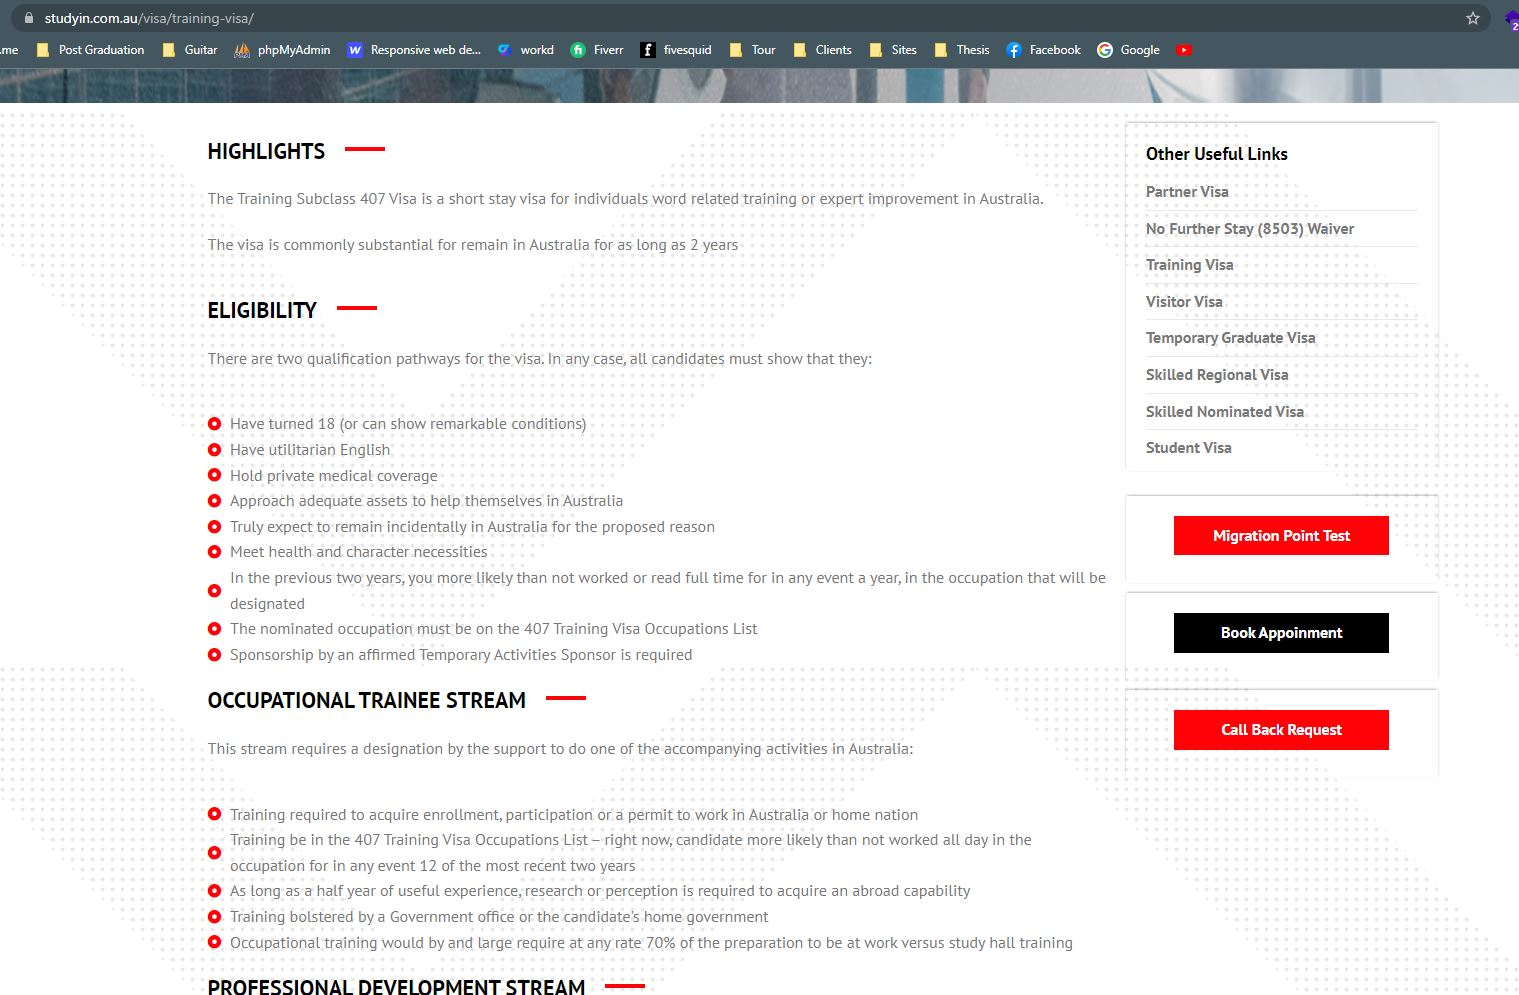 studyin.com.au/visa/training-visa/
.me Post Graduation Guitar phpMyAdmin Responsive web de... workd Fiverr fivesquid Tour Clients Sites Thesis Facebook Google
HIGHLIGHTS
The Training Subclass 407 Visa is a short stay visa for individuals word related training or expert improvement in Australia.
The visa is commonly substantial for remain in Australia for as long as 2 years
ELIGIBILITY
There are two qualification pathways for the visa. In any case, all candidates must show that they:
Have turned 18 (or can show remarkable conditions)
Have utilitarian English
Hold private medical coverage
Approach adequate assets to help themselves in Australia
Truly expect to remain incidentally in Australia for the proposed reason
Meet health and character necessities
In the previous two years, you more likely than not worked or read full time for in any event a year, in the occupation that will be
designated
The nominated occupation must be on the 407 Training Visa Occupations List
Sponsorship by an affirmed Temporary Activities Sponsor is required
OCCUPATIONAL TRAINEE STREAM
This stream requires a designation by the support to do one of the accompanying activities in Australia:
Training required to acquire enrollment, participation or a permit to work in Australia or home nation
Training be in the 407 Training Visa Occupations List – right now, candidate more likely than not worked all day in the
occupation for in any event 12 of the most recent two years
As long as a half year of useful experience, research or perception is required to acquire an abroad capability
Training bolstered by a Government office or the candidate's home government
Occupational training would by and large require at any rate 70% of the preparation to be at work versus study hall training
PROFESSIONAL DEVELOPMENT STREAM
Other Useful Links
Partner Visa
No Further Stay (8503) Waiver
Training Visa
Visitor Visa
Temporary Graduate Visa
Skilled Regional Visa
Skilled Nominated Visa
Student Visa
Migration Point Test
Book Appoinment
Call Back Request